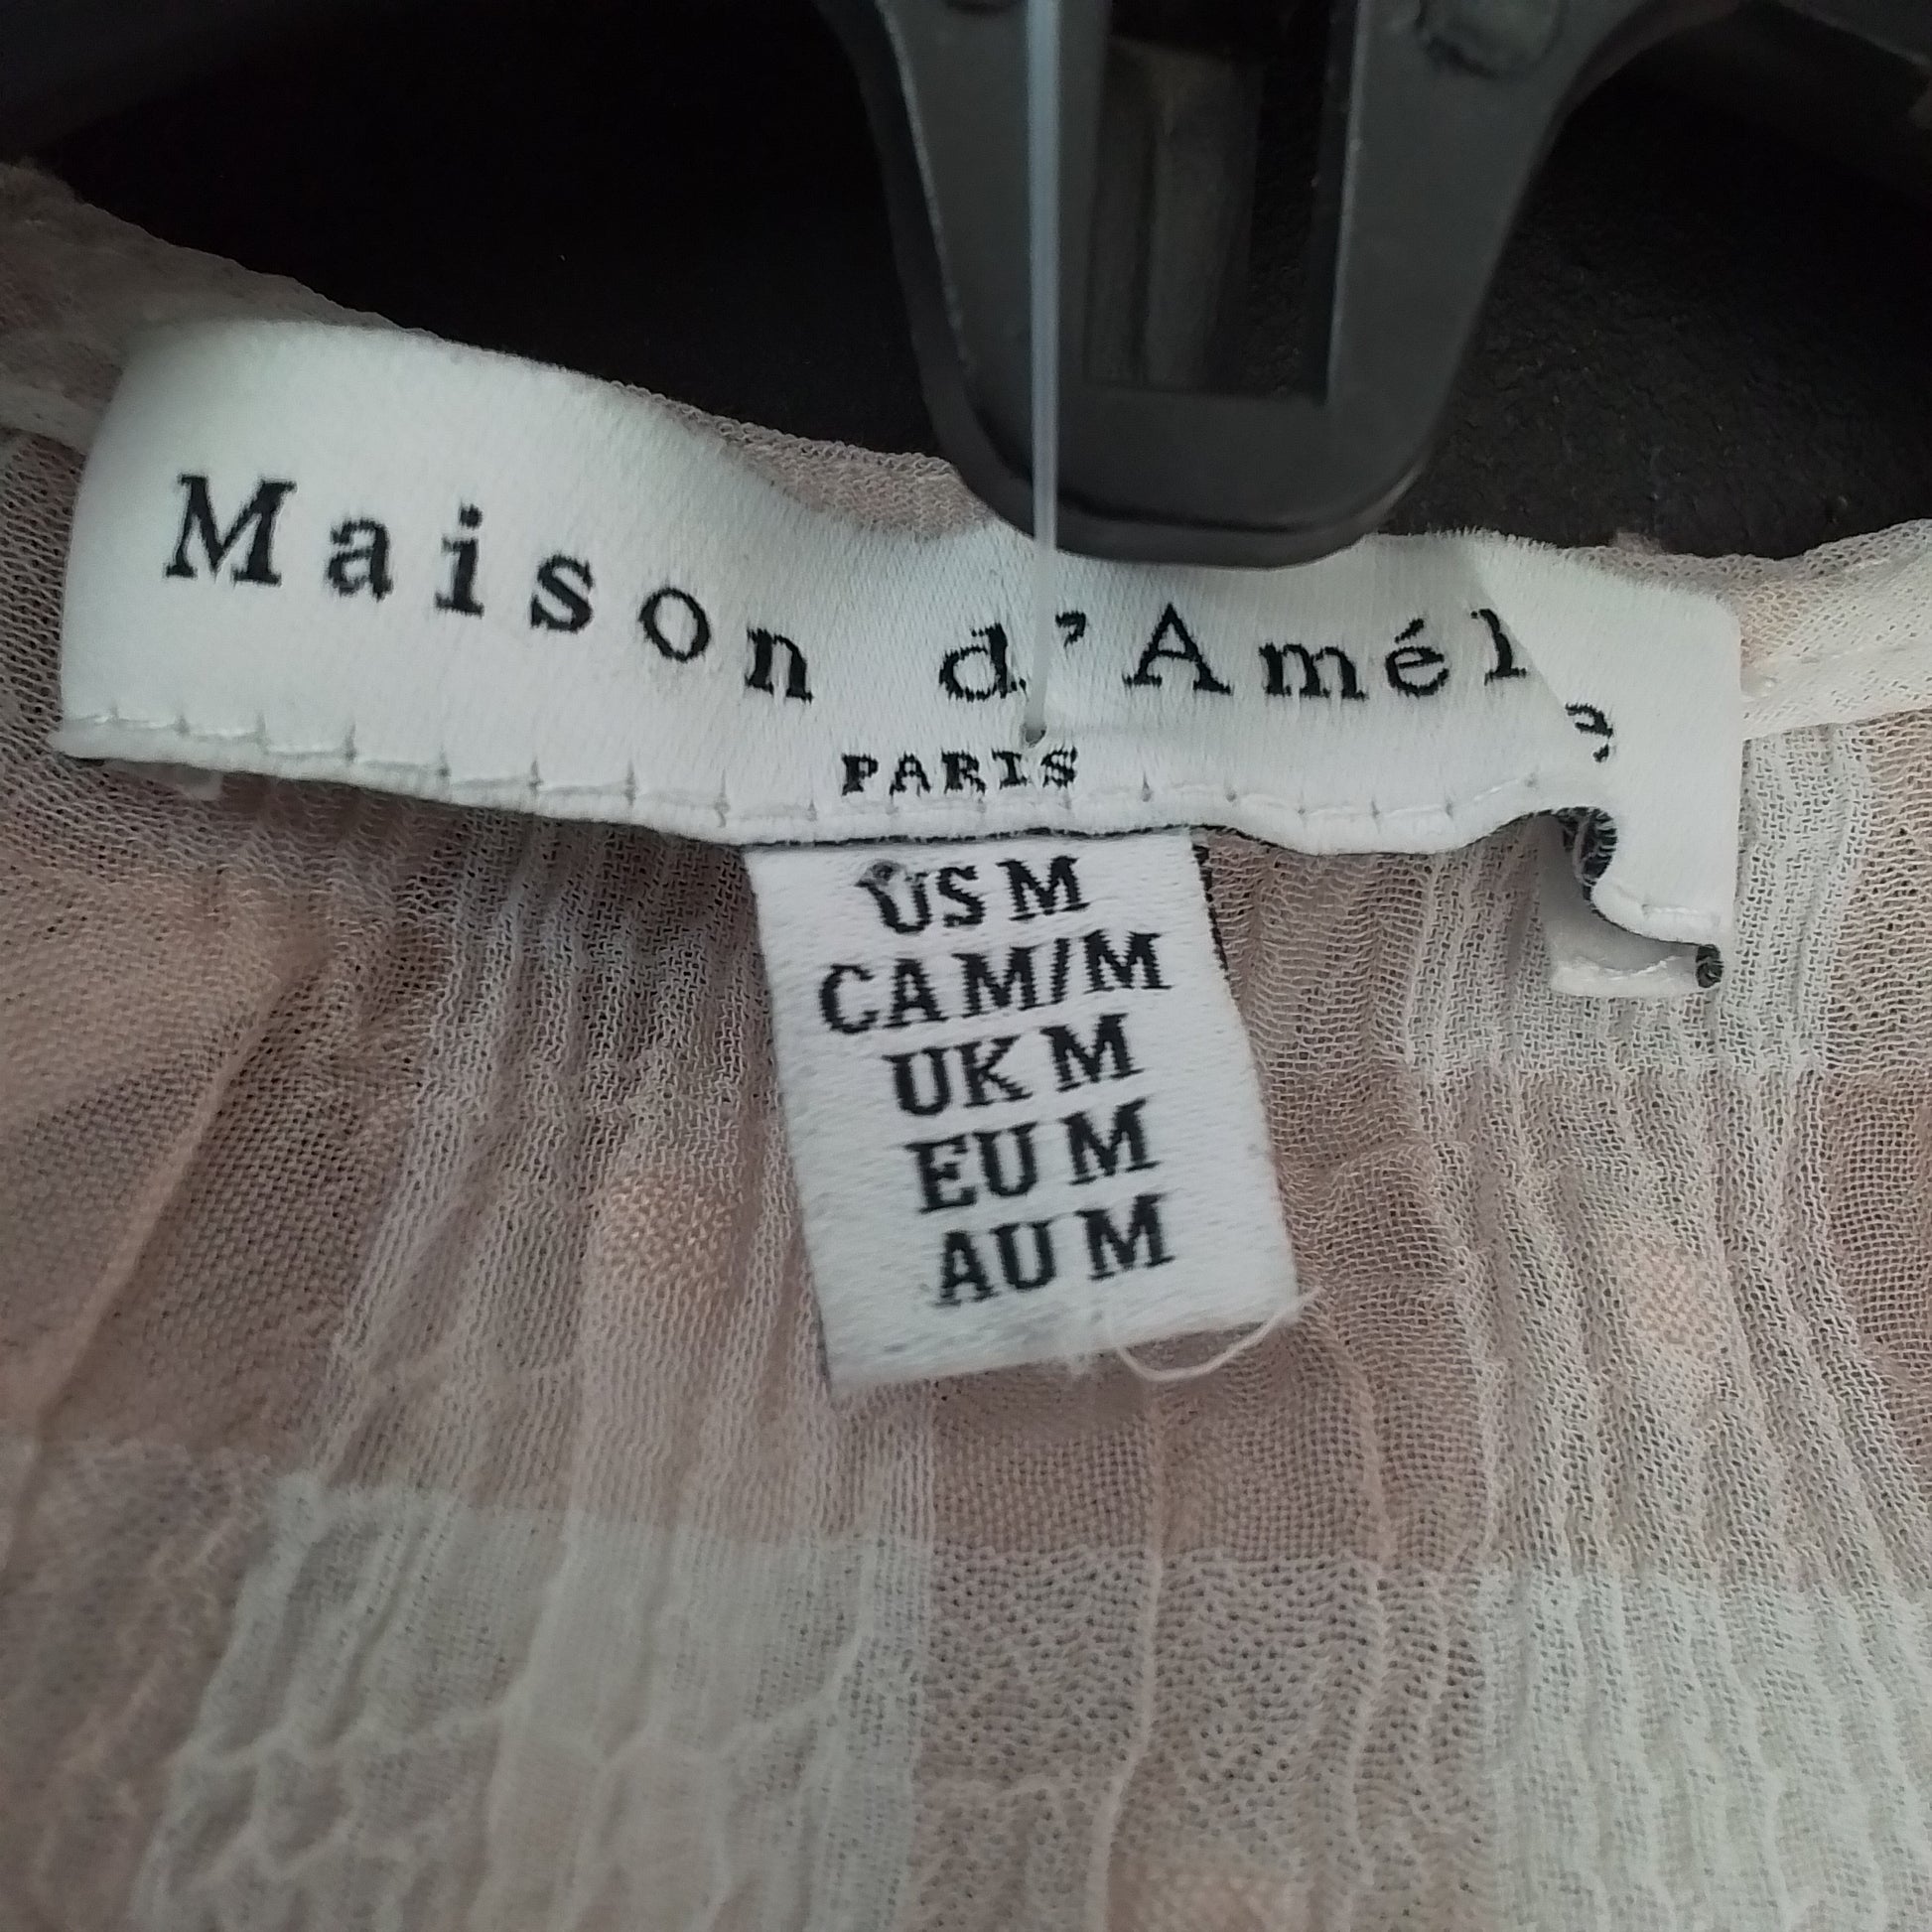 Maison d'Amél e
PARIS
US M
CA M/M
UK M
EU M
AU M